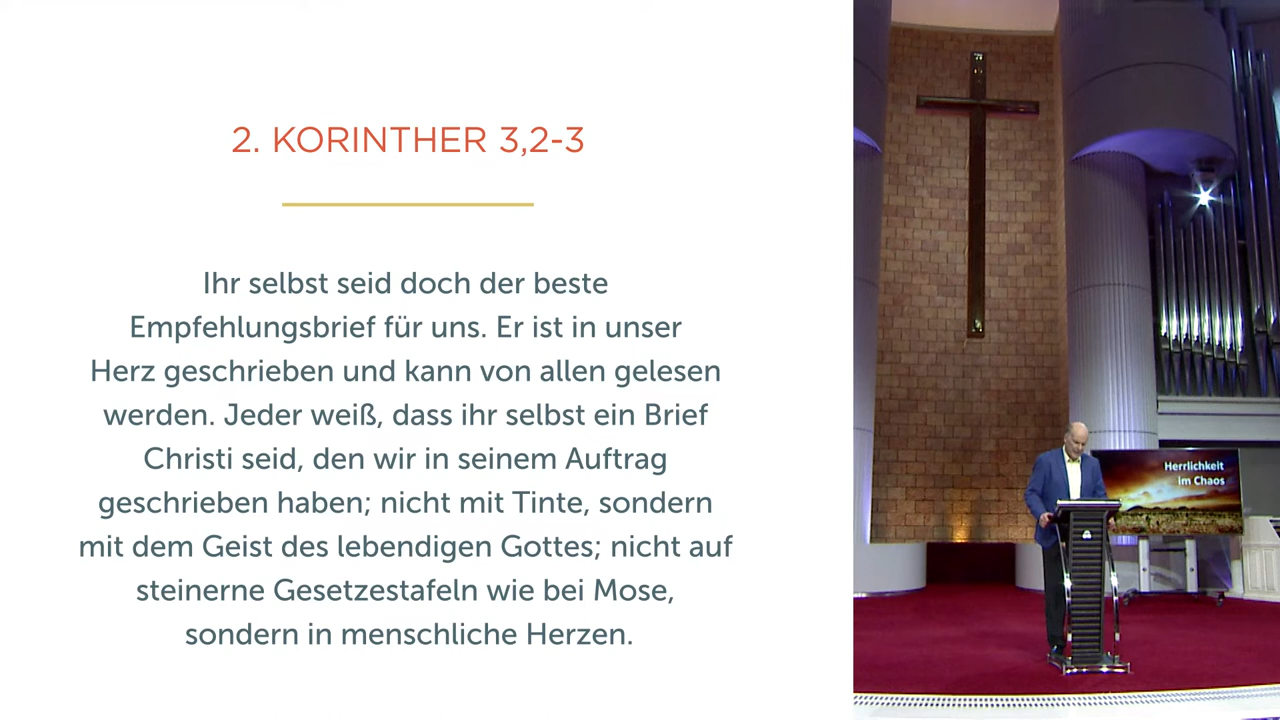 2. KORINTHER 3,2-3
Ihr selbst seid doch der beste
Empfehlungsbrief für uns. Er ist in unser
Herz geschrieben und kann von allen gelesen
werden. Jeder weiß, dass ihr selbst ein Brief
Christi seid, den wir in seinem Auftrag
geschrieben haben; nicht mit Tinte, sondern
mit dem Geist des lebendigen Gottes; nicht auf
steinerne Gesetzestafeln wie bei Mose,
sondern in menschliche Herzen.
Herrlichkeit
im Chaos